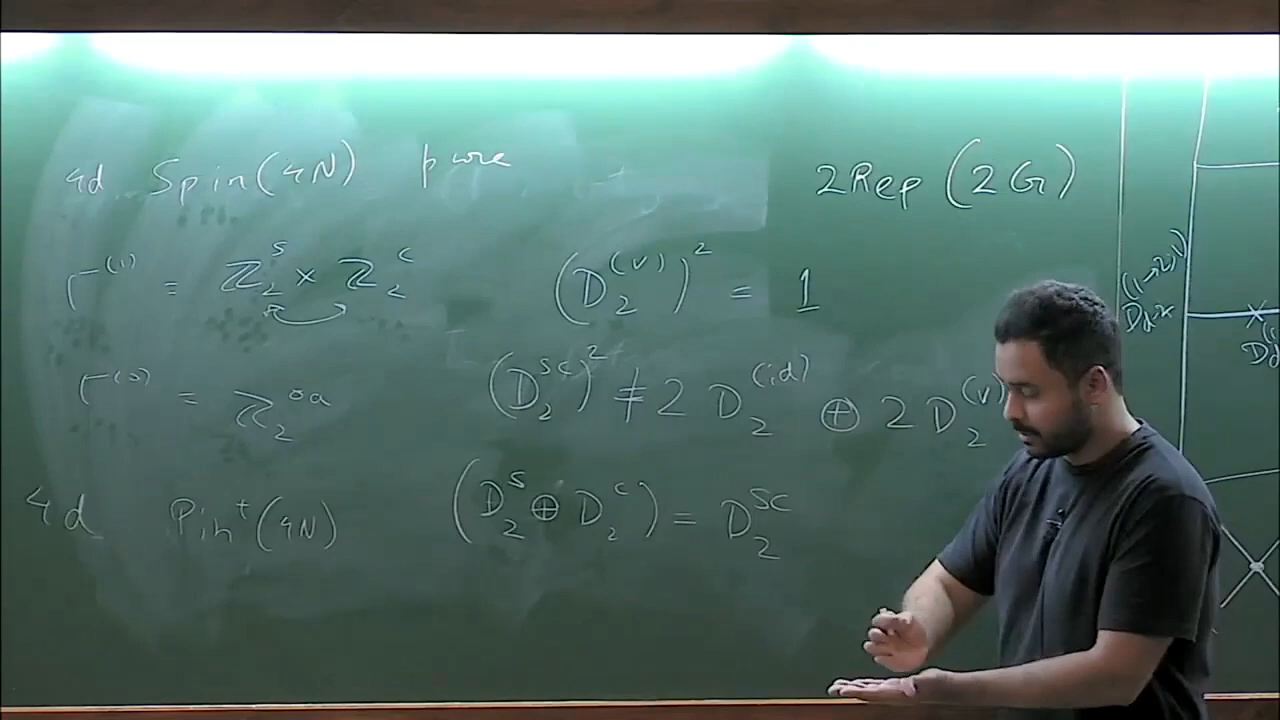 4d Spin(4N) pure
2Rep (2G)
Γ^(1) = ℤ_2^S × ℤ_2^C
(D_2^(V))^2 = 1
Γ^(0) = ℤ_2^oa
(D_2^SC)^2 ≠ 2 D_2^(id) ⊕ 2 D_2^(V)
4d Pin^+(4N)
(D_2^S ⊕ D_2^C) = D_2^SC